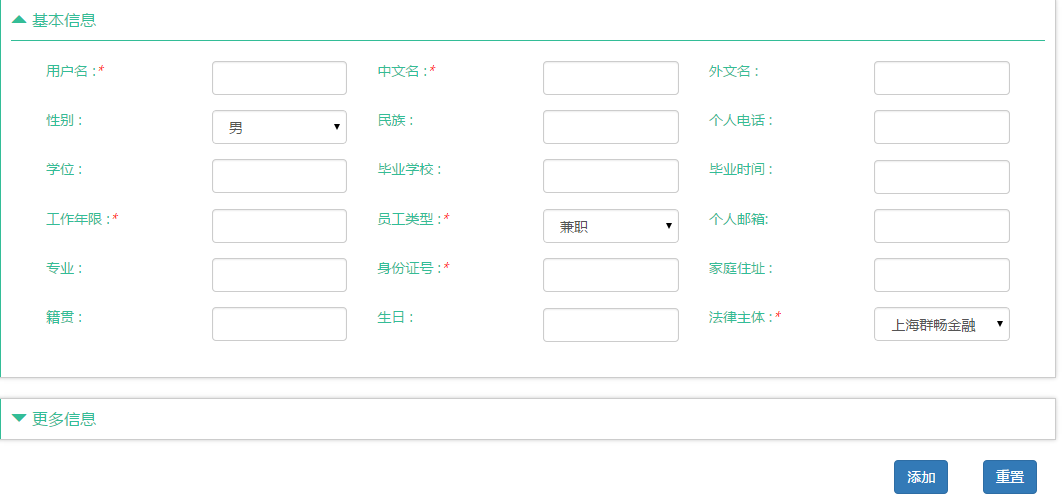 基本信息
用户名 :* 中文名 :* 外文名 :
性别 : 男 民族 : 个人电话 :
学位 : 毕业学校 : 毕业时间 :
工作年限 :* 员工类型 :* 兼职 个人邮箱:
专业 : 身份证号 :* 家庭住址 :
籍贯 : 生日 : 法律主体 :* 上海群畅金融
更多信息
添加 重置